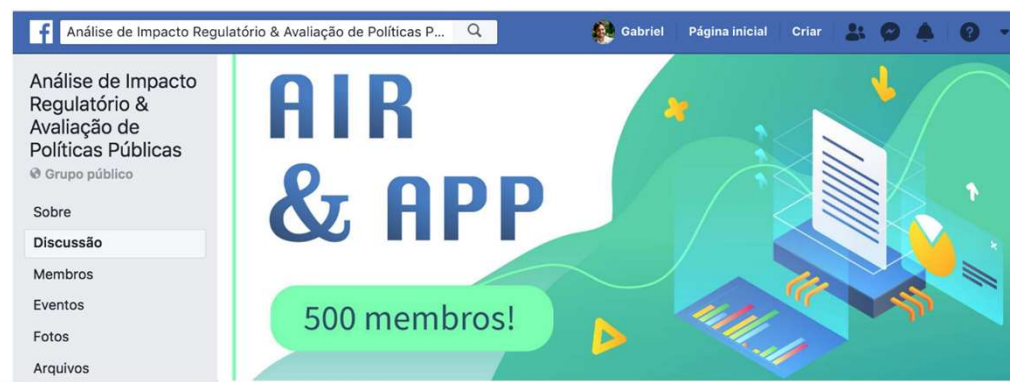 Análise de Impacto Regulatório & Avaliação de Políticas P...
Gabriel
Página inicial
Criar
Análise de Impacto
Regulatório &
Avaliação de
Políticas Públicas
Grupo público
Sobre
Discussão
Membros
Eventos
Fotos
Arquivos
AIR
& APP
500 membros!